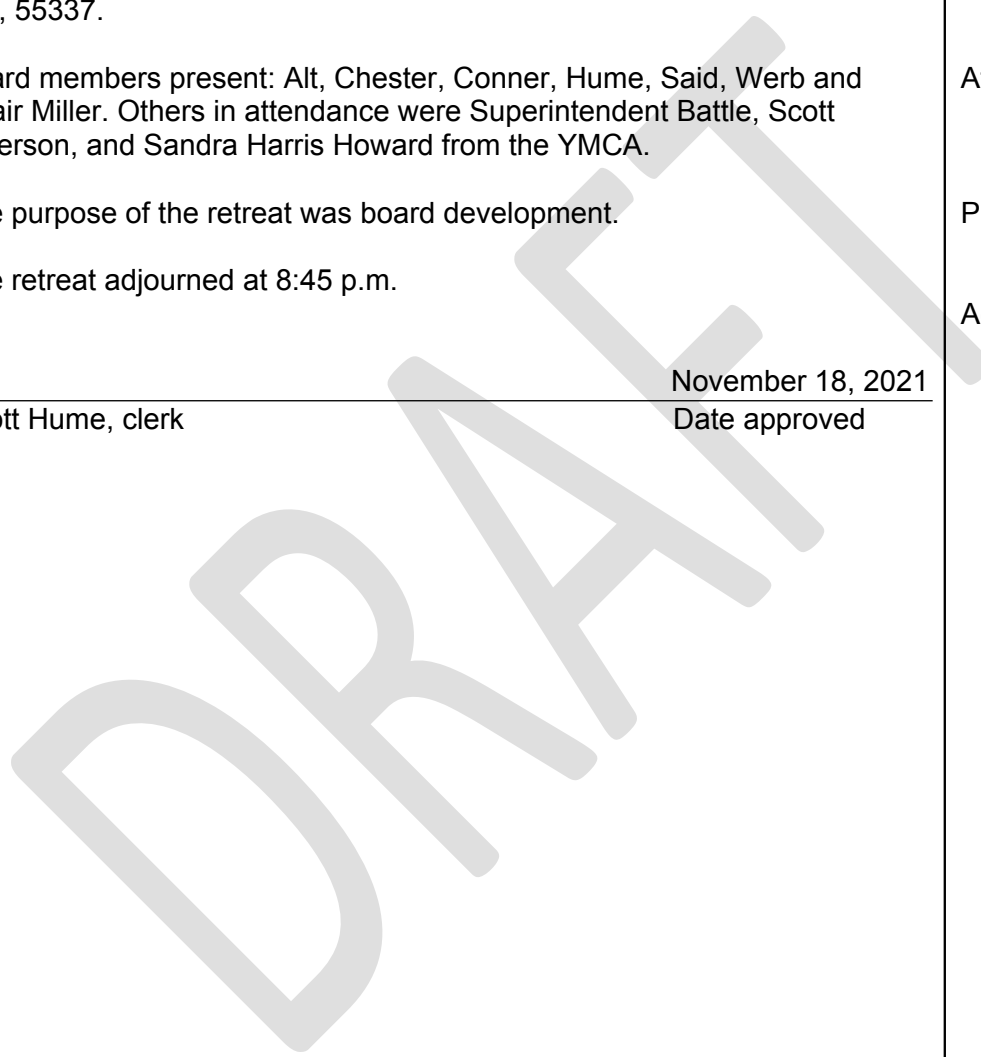 , 55337.
ard members present: Alt, Chester, Conner, Hume, Said, Werb and
air Miller. Others in attendance were Superintendent Battle, Scott
erson, and Sandra Harris Howard from the YMCA.
e purpose of the retreat was board development.
e retreat adjourned at 8:45 p.m.
November 18, 2021
ott Hume, clerk Date approved
A
P
A
DRAFT